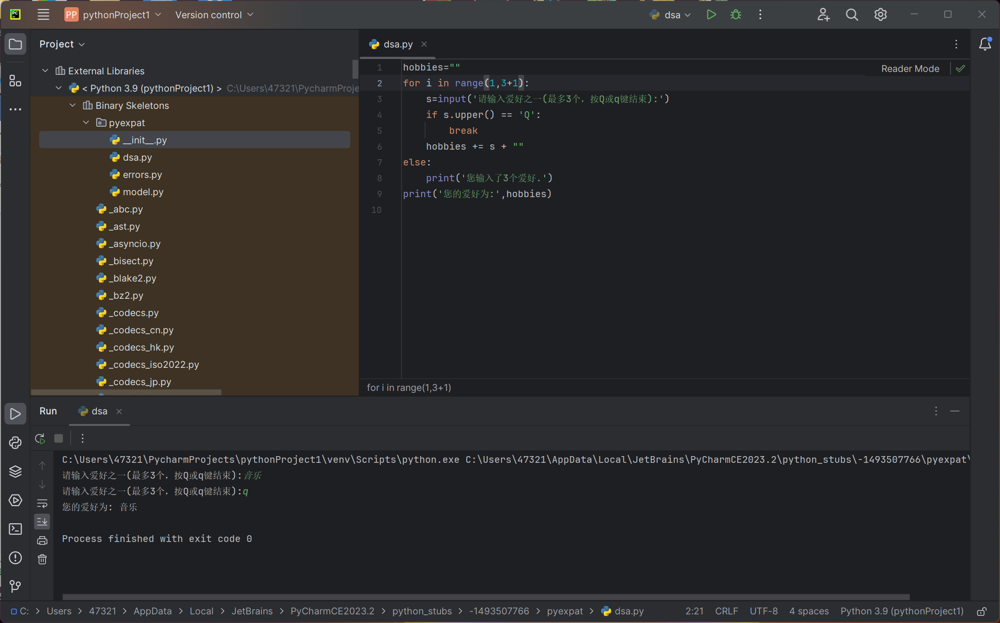 PC
PP pythonProject1
Version control
dsa
Project
External Libraries
< Python 3.9 (pythonProject1) > C:\Users\47321\PycharmProje
Binary Skeletons
pyexpat
__init__.py
dsa.py
errors.py
model.py
_abc.py
_ast.py
_asyncio.py
_bisect.py
_blake2.py
_bz2.py
_codecs.py
_codecs_cn.py
_codecs_hk.py
_codecs_iso2022.py
_codecs_jp.py
dsa.py
Reader Mode
1 hobbies=""
2 for i in range(1,3+1):
3 s=input('请输入爱好之一(最多3个，按Q或q键结束):')
4 if s.upper() == 'Q':
5 break
6 hobbies += s + ""
7 else:
8 print('您输入了3个爱好.')
9 print('您的爱好为:',hobbies)
10
for i in range(1,3+1)
Run dsa
C:\Users\47321\PycharmProjects\pythonProject1\venv\Scripts\python.exe C:\Users\47321\AppData\Local\JetBrains\PyCharmCE2023.2\python_stubs\-1493507766\pyexpat\
请输入爱好之一(最多3个，按Q或q键结束):音乐
请输入爱好之一(最多3个，按Q或q键结束):q
您的爱好为: 音乐
Process finished with exit code 0
C: > Users > 47321 > AppData > Local > JetBrains > PyCharmCE2023.2 > python_stubs > -1493507766 > pyexpat > dsa.py 2:21 CRLF UTF-8 4 spaces Python 3.9 (pythonProject1)